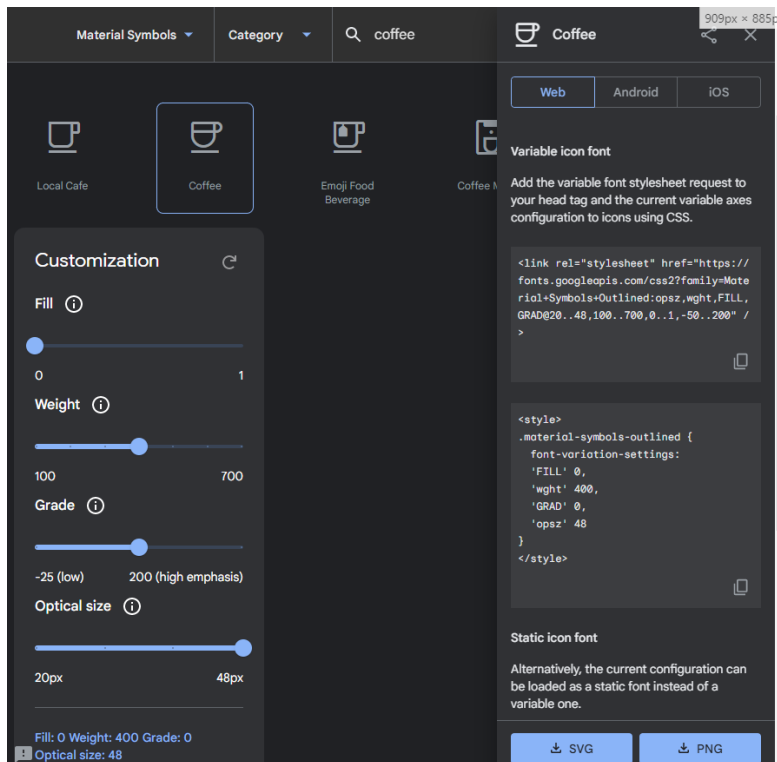 Material Symbols
Category
coffee
Local Cafe
Coffee
Emoji Food
Beverage
Coffee
Customization
Fill
0 1
Weight
100 700
Grade
-25 (low) 200 (high emphasis)
Optical size
20px 48px
Fill: 0 Weight: 400 Grade: 0
Optical size: 48
909px × 885p
Coffee
Web Android iOS
Variable icon font
Add the variable font stylesheet request to
your head tag and the current variable axes
configuration to icons using CSS.
<link rel="stylesheet" href="https://
fonts.googleapis.com/css2?family=Mate
rial+Symbols+Outlined:opsz,wght,FILL,
GRAD@20..48,100..700,0..1,-50..200" /
>
<style>
.material-symbols-outlined {
font-variation-settings:
'FILL' 0,
'wght' 400,
'GRAD' 0,
'opsz' 48
}
</style>
Static icon font
Alternatively, the current configuration can
be loaded as a static font instead of a
variable one.
SVG PNG